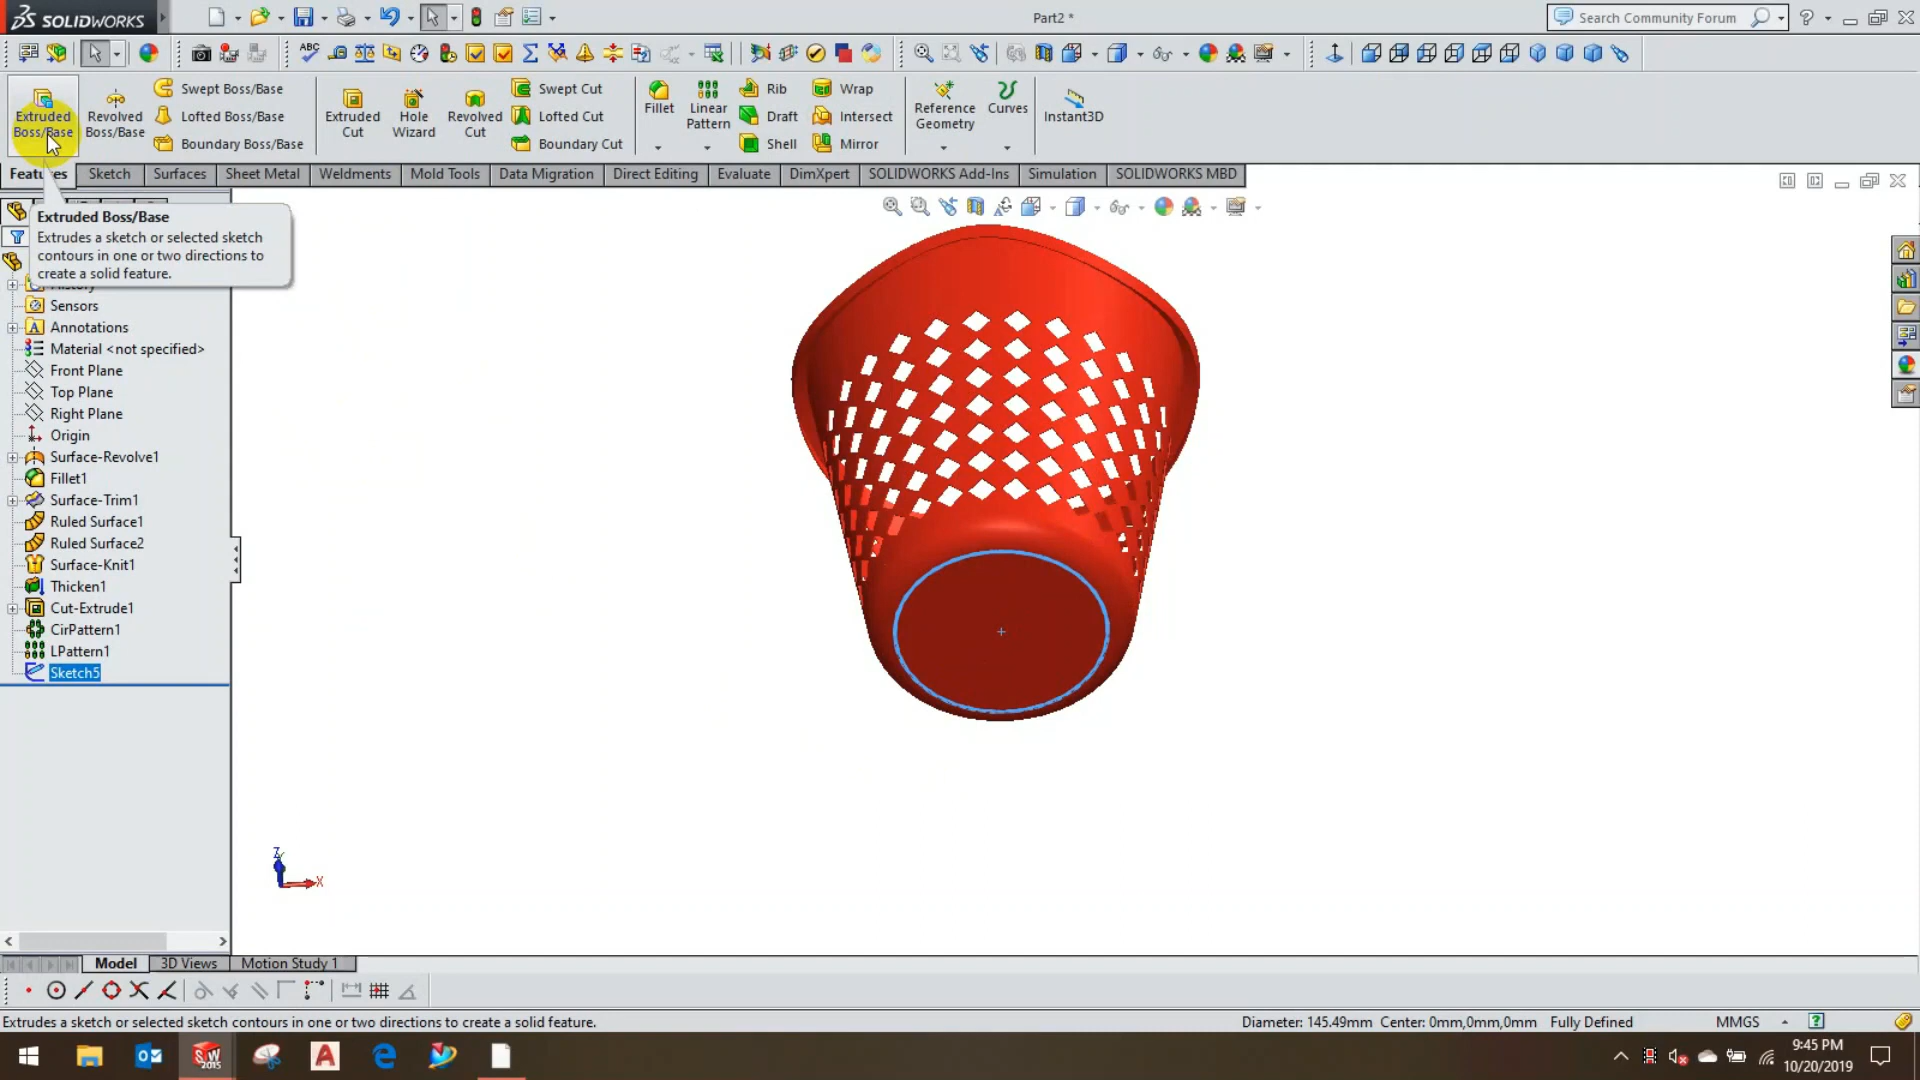 SOLIDWORKS
Part2 *
Search Community Forum
Extruded Boss/Base
Revolved Boss/Base
Swept Boss/Base
Lofted Boss/Base
Boundary Boss/Base
Extruded Cut
Hole Wizard
Revolved Cut
Swept Cut
Lofted Cut
Boundary Cut
Fillet
Linear Pattern
Rib
Draft
Shell
Wrap
Intersect
Mirror
Reference Geometry
Curves
Instant3D
Features
Sketch
Surfaces
Sheet Metal
Weldments
Mold Tools
Data Migration
Direct Editing
Evaluate
DimXpert
SOLIDWORKS Add-Ins
Simulation
SOLIDWORKS MBD
Extruded Boss/Base
Extrudes a sketch or selected sketch
contours in one or two directions to
create a solid feature.
History
Sensors
Annotations
Material <not specified>
Front Plane
Top Plane
Right Plane
Origin
Surface-Revolve1
Fillet1
Surface-Trim1
Ruled Surface1
Ruled Surface2
Surface-Knit1
Thicken1
Cut-Extrude1
CirPattern1
LPattern1
Sketch5
Z
X
Model
3D Views
Motion Study 1
Extrudes a sketch or selected sketch contours in one or two directions to create a solid feature.
Diameter: 145.49mm Center: 0mm,0mm,0mm
Fully Defined
MMGS
SW
2015
9:45 PM
10/20/2019